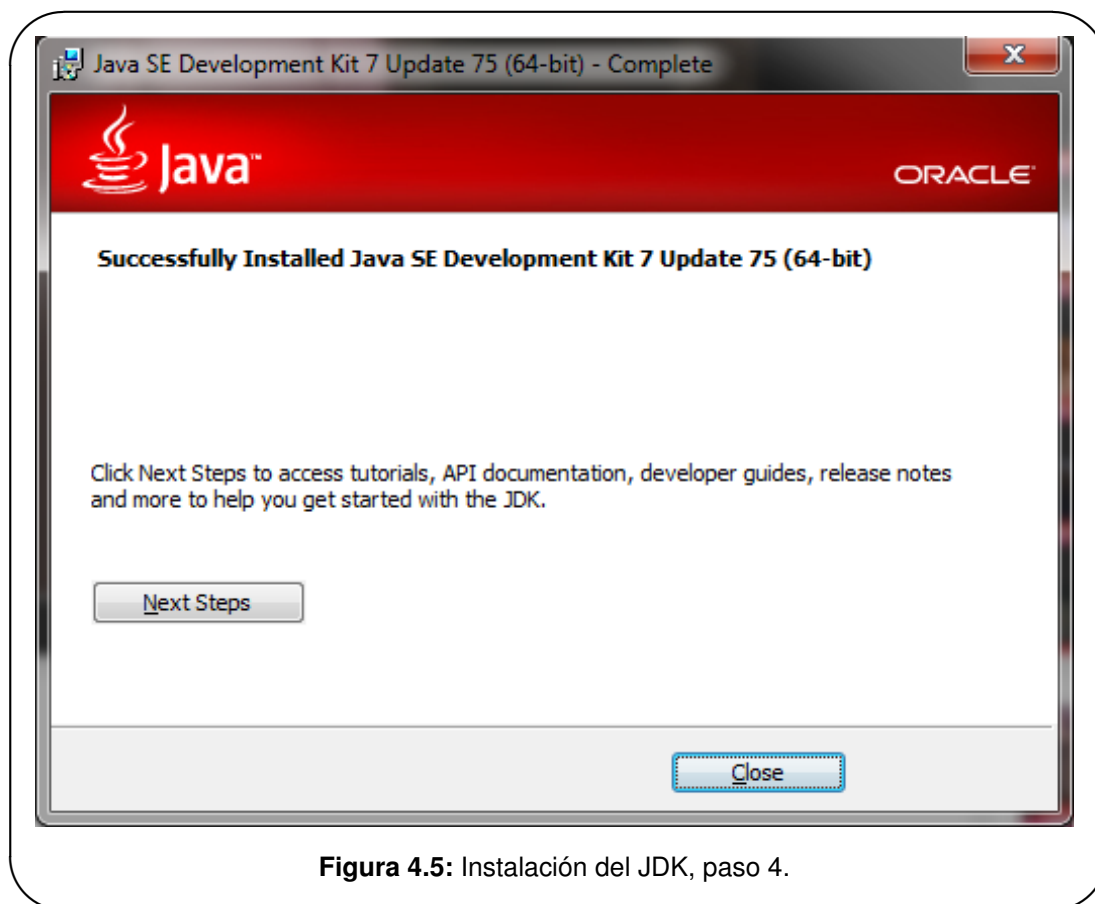 Java SE Development Kit 7 Update 75 (64-bit) - Complete
Java™
ORACLE
Successfully Installed Java SE Development Kit 7 Update 75 (64-bit)
Click Next Steps to access tutorials, API documentation, developer guides, release notes
and more to help you get started with the JDK.
Next Steps
Close
Figura 4.5: Instalación del JDK, paso 4.